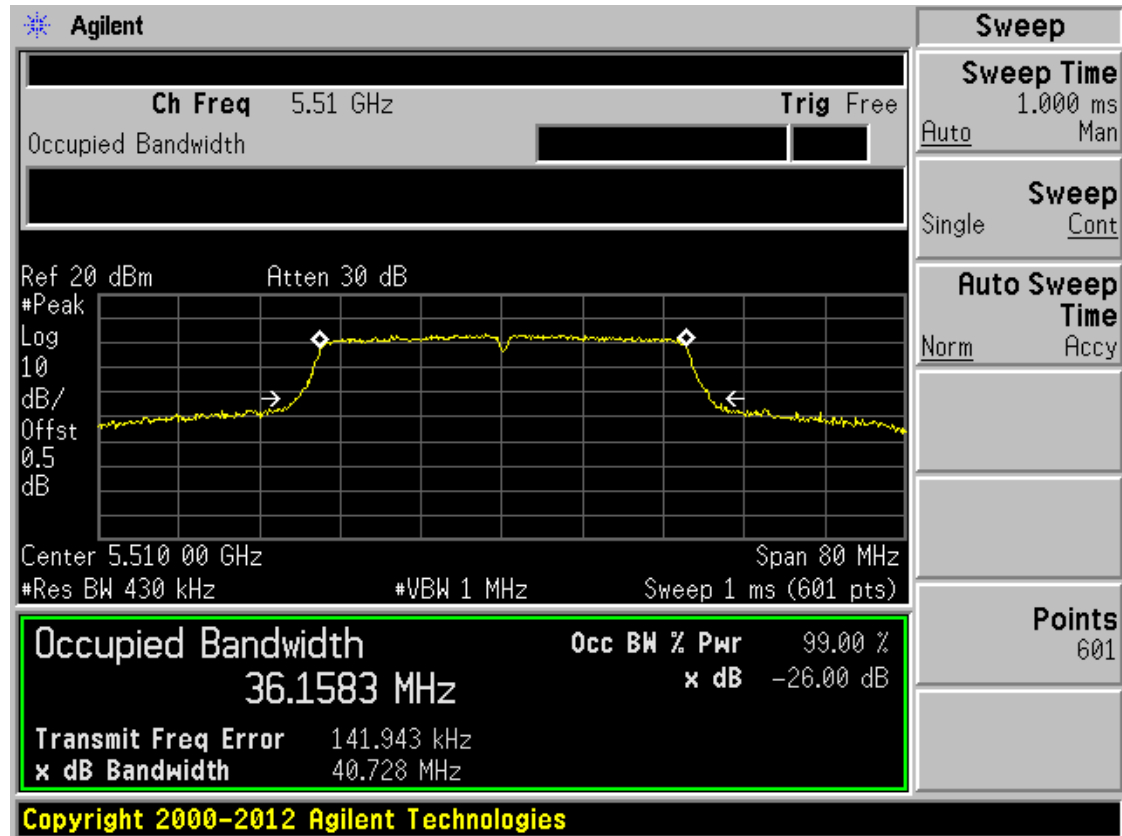 Agilent
Sweep
Ch Freq 5.51 GHz Trig Free
Occupied Bandwidth
Ref 20 dBm Atten 30 dB
#Peak
Log
10
dB/
Offst
0.5
dB
Center 5.510 00 GHz Span 80 MHz
#Res BW 430 kHz #VBW 1 MHz Sweep 1 ms (601 pts)
Occupied Bandwidth
36.1583 MHz
Occ BW % Pwr 99.00 %
x dB -26.00 dB
Transmit Freq Error 141.943 kHz
x dB Bandwidth 40.728 MHz
Sweep Time
1.000 ms
Auto Man
Sweep
Single Cont
Auto Sweep
Time
Norm Accy
Points
601
Copyright 2000-2012 Agilent Technologies